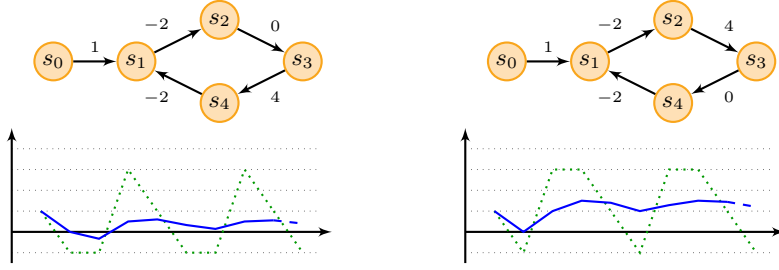 s₂ s₂
−2 0 −2 4
1 1
s₀ s₁ s₃ s₀ s₁ s₃
−2 4 −2 0
s₄ s₄